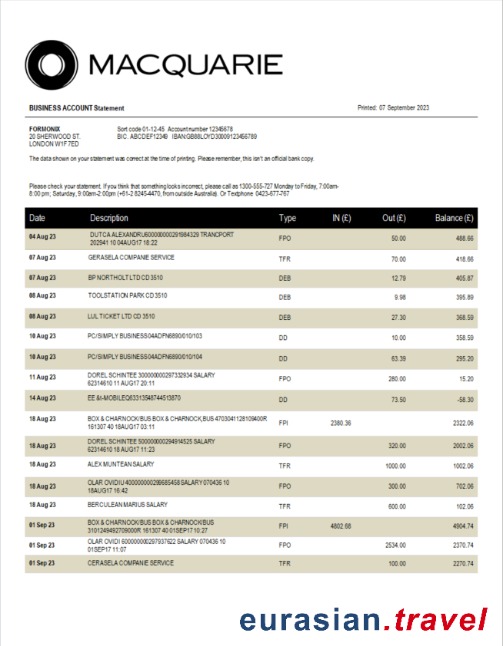 MACQUARIE
BUSINESS ACCOUNT Statement
Printed: 07 September 2023
FORMONIX
20 SHERWOOD ST.
LONDON W1F 7ED
Sort code 01-12-45 Account number 12345678
BIC: ABCDEF12349 IBAN:GB88LOYD30909123456789
The data shown on your statement was correct at the time of printing. Please remember, this isn't an official bank copy.
Please check your statement. If you think that something looks incorrect, please call as 1300-555-727 Monday to Friday, 7:00am-
8:00 pm; Saturday, 9:00am-2:00pm (+61-2 8245-4470, from outside Australia). Or Textphone 0423-677-767
Date Description Type IN (£) Out (£) Balance (£)
04 Aug 23 DUTCA ALEXANDRU600000000291984329 TRANCPORT
202941 10 04AUG17 16:22 FPO 50.00 488.66
07 Aug 23 GERASELA COMPANIE SERVICE TFR 70.00 418.66
07 Aug 23 BP NORTHOLT LTD CD 3510 DEB 12.79 405.87
08 Aug 23 TOOLSTATION PARK CD 3510 DEB 9.98 395.89
08 Aug 23 LUL TICKET LTD CD 3510 DEB 27.30 368.59
10 Aug 23 PC/SIMPLY BUSINESS04ADFN6890/010/103 DD 10.00 358.59
10 Aug 23 PC/SIMPLY BUSINESS04ADFN6890/010/104 DD 63.39 295.20
11 Aug 23 DOREL SCHINTEE 300000000297332934 SALARY
62314610 11 AUG17 20:11 FPO 280.00 15.20
14 Aug 23 EE &t-MOBILEQ63313548744513870 DD 73.50 -58.30
18 Aug 23 BOX & CHARNOCK/BUS BOX & CHARNOCK,BUS 4703041128109400R
161307 40 18AUG17 03:11 FPI 2380.36 2322.06
18 Aug 23 DOREL SCHINTEE 500000000294914525 SALARY
62314610 18 AUG17 11:23 FPO 320.00 2002.06
18 Aug 23 ALEX MUNTEAN SALARY TFR 1000.00 1002.06
18 Aug 23 OLAR OVIDIU 400000000299685458 SALARY 070436 10
18AUG17 16:42 FPO 300.00 702.06
18 Aug 23 BERCULEAN MARIUS SALARY TFR 600.00 102.06
01 Sep 23 BOX & CHARNOCK/BUS BOX & CHARNOCK/BUS
3101249492709000R 161307 40 01SEP17 10:27 FPI 4802.68 4904.74
01 Sep 23 OLAR OVIDI 600000000297937622 SALARY 070436 10
01SEP17 11:07 FPO 2534.00 2370.74
01 Sep 23 CERASELA COMPANIE SERVICE TFR 100.00 2270.74
eurasian.travel